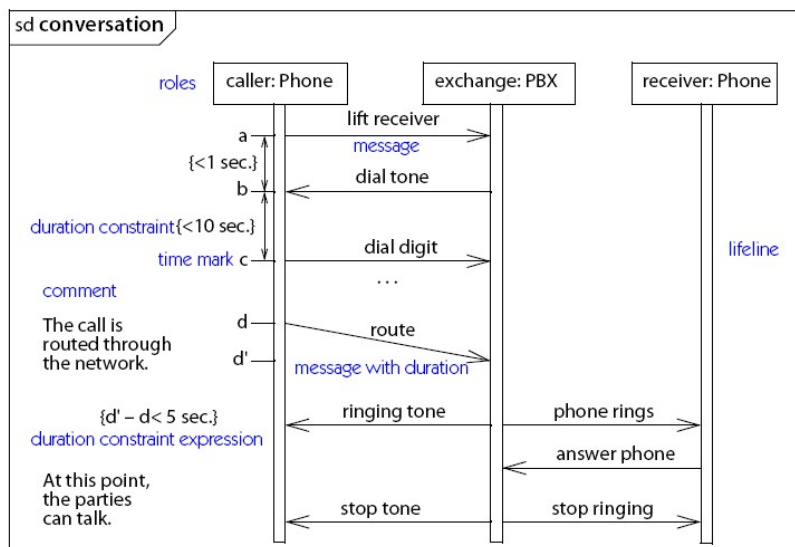 sd conversation
roles
caller: Phone
exchange: PBX
receiver: Phone
lift receiver
a
message
{<1 sec.}
dial tone
b
duration constraint {<10 sec.}
dial digit
lifeline
time mark c
...
comment
The call is
routed through
the network.
d
route
d'
message with duration
{d' – d< 5 sec.}
ringing tone
phone rings
duration constraint expression
answer phone
At this point,
the parties
can talk.
stop tone
stop ringing